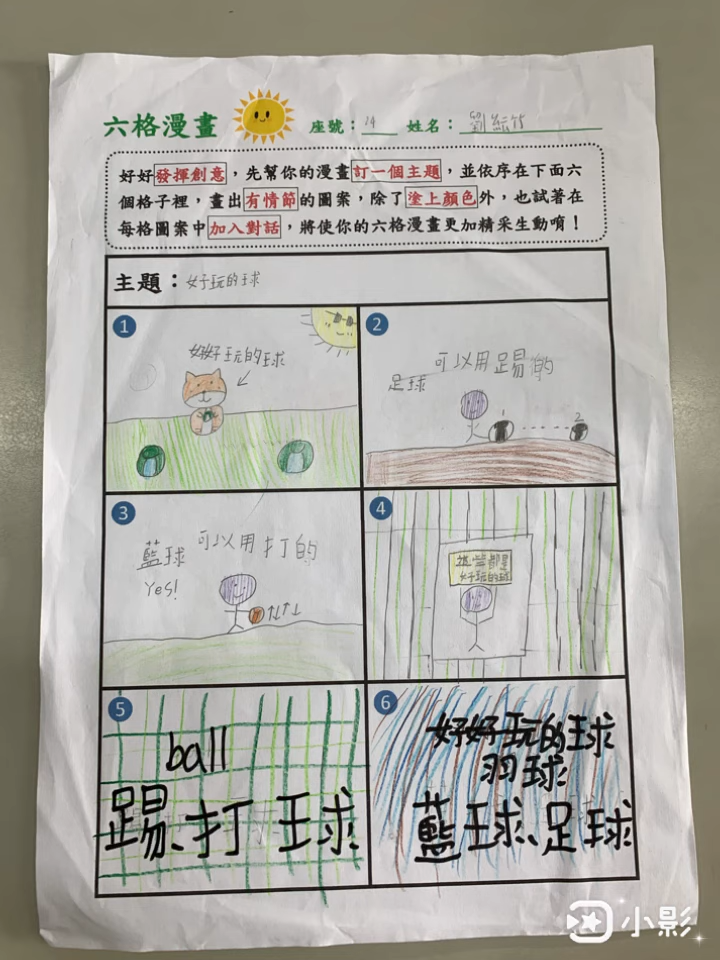 六格漫畫
座號：14 姓名：劉紜竹
好好發揮創意，先幫你的漫畫訂一個主題，並依序在下面六
個格子裡，畫出有情節的圖案，除了塗上顏色外，也試著在
每格圖案中加入對話，將使你的六格漫畫更加精采生動唷！
主題：好玩的球
1
好好玩的球
2
可以用踢的
足球
1
2
3
藍球
可以用打的
Yes!
4
這些都是
好玩的球
5
ball
踢、打球
6
好好玩的球
羽球
藍球、足球
小影